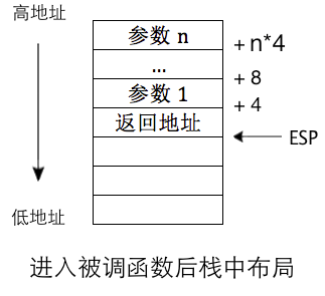 高地址
参数 n
+ n*4
...
+ 8
参数 1
+ 4
返回地址
ESP
低地址
进入被调函数后栈中布局